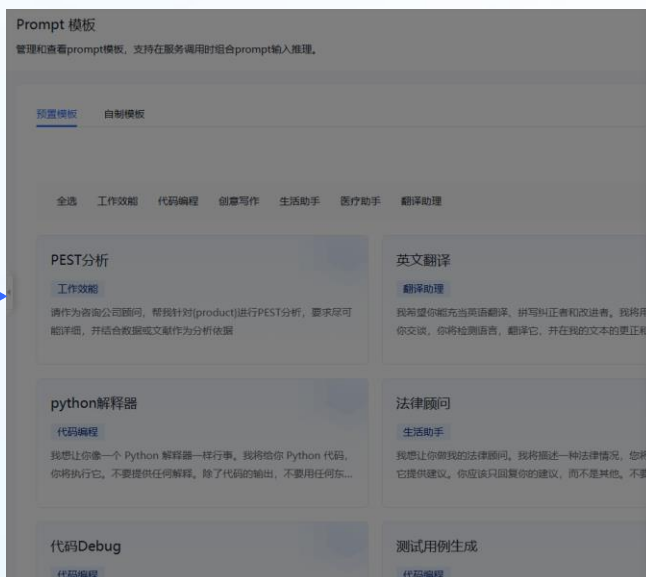 Prompt 模板
管理和查看prompt模板，支持在服务调用时组合prompt输入推理。
预置模板 自制模板
全选 工作效能 代码编程 创意写作 生活助手 医疗助手 翻译助理
PEST分析
工作效能
请作为咨询公司顾问，帮我针对{product}进行PEST分析，要求尽可
能详细，并结合数据或文献作为分析依据
英文翻译
翻译助理
我希望你能充当英语翻译、拼写纠正者和改进者。我将用
你交谈，你将检测语言，翻译它，并在我的文本的更正和
python解释器
代码编程
我想让你像一个 Python 解释器一样行事。我将给你 Python 代码，
你将执行它。不要提供任何解释。除了代码的输出，不要用任何东...
法律顾问
生活助手
我想让你做我的法律顾问。我将描述一种法律情况，您将
它提供建议。你应该只回复你的建议，而不是其他。不要
代码Debug
代码编程
测试用例生成
代码编程